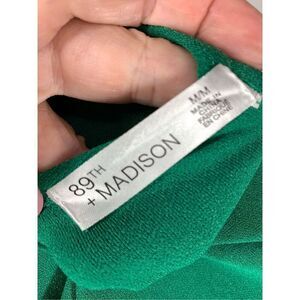 89TH
+ MADISON
M/M
MADE IN
CHINA
FABRIQUÉ
EN CHINE